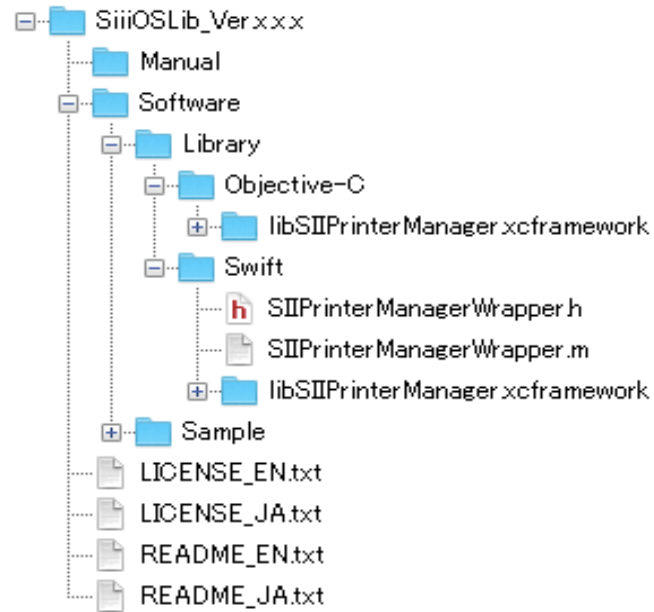 SiiiOSLib_Ver.x.x.x
Manual
Software
Library
Objective-C
libSIIPrinterManager.xcframework
Swift
h SIIPrinterManagerWrapper.h
SIIPrinterManagerWrapper.m
libSIIPrinterManager.xcframework
Sample
LICENSE_EN.txt
LICENSE_JA.txt
README_EN.txt
README_JA.txt